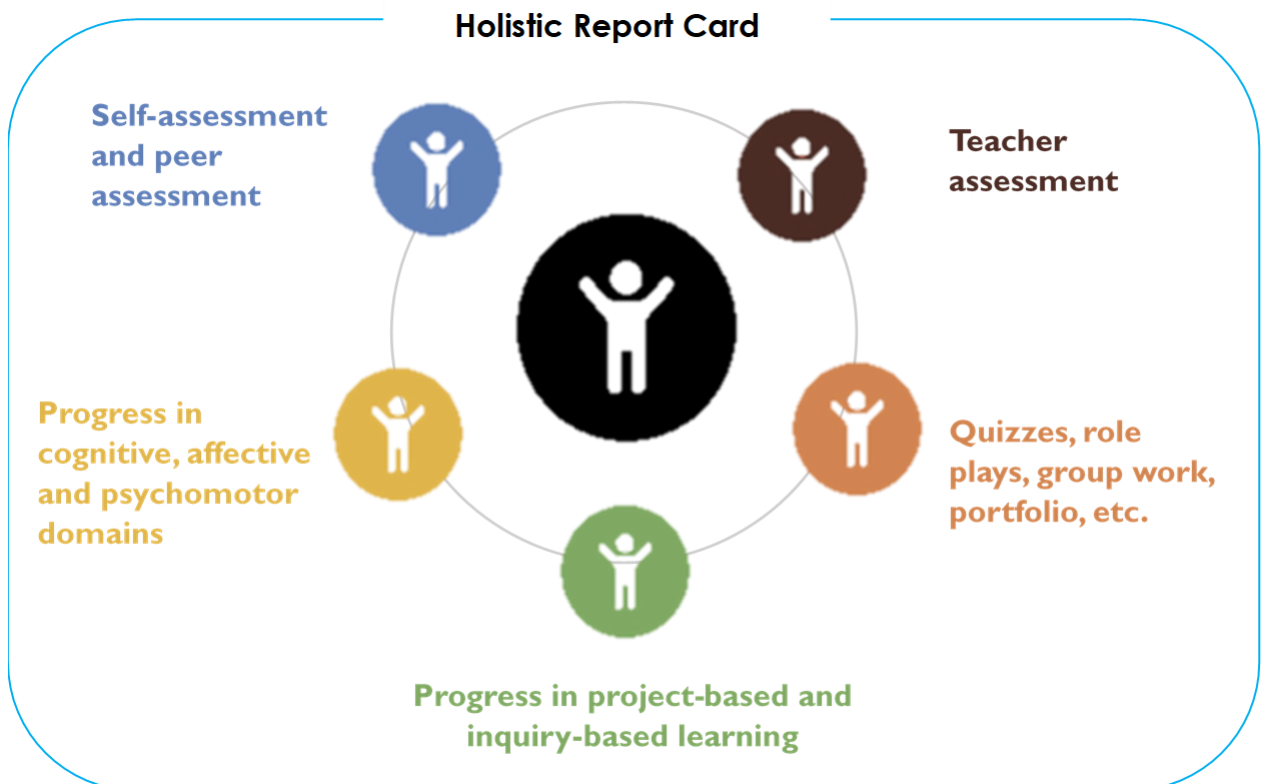 Holistic Report Card
Self-assessment
and peer
assessment
Teacher
assessment
Progress in
cognitive, affective
and psychomotor
domains
Quizzes, role
plays, group work,
portfolio, etc.
Progress in project-based and
inquiry-based learning